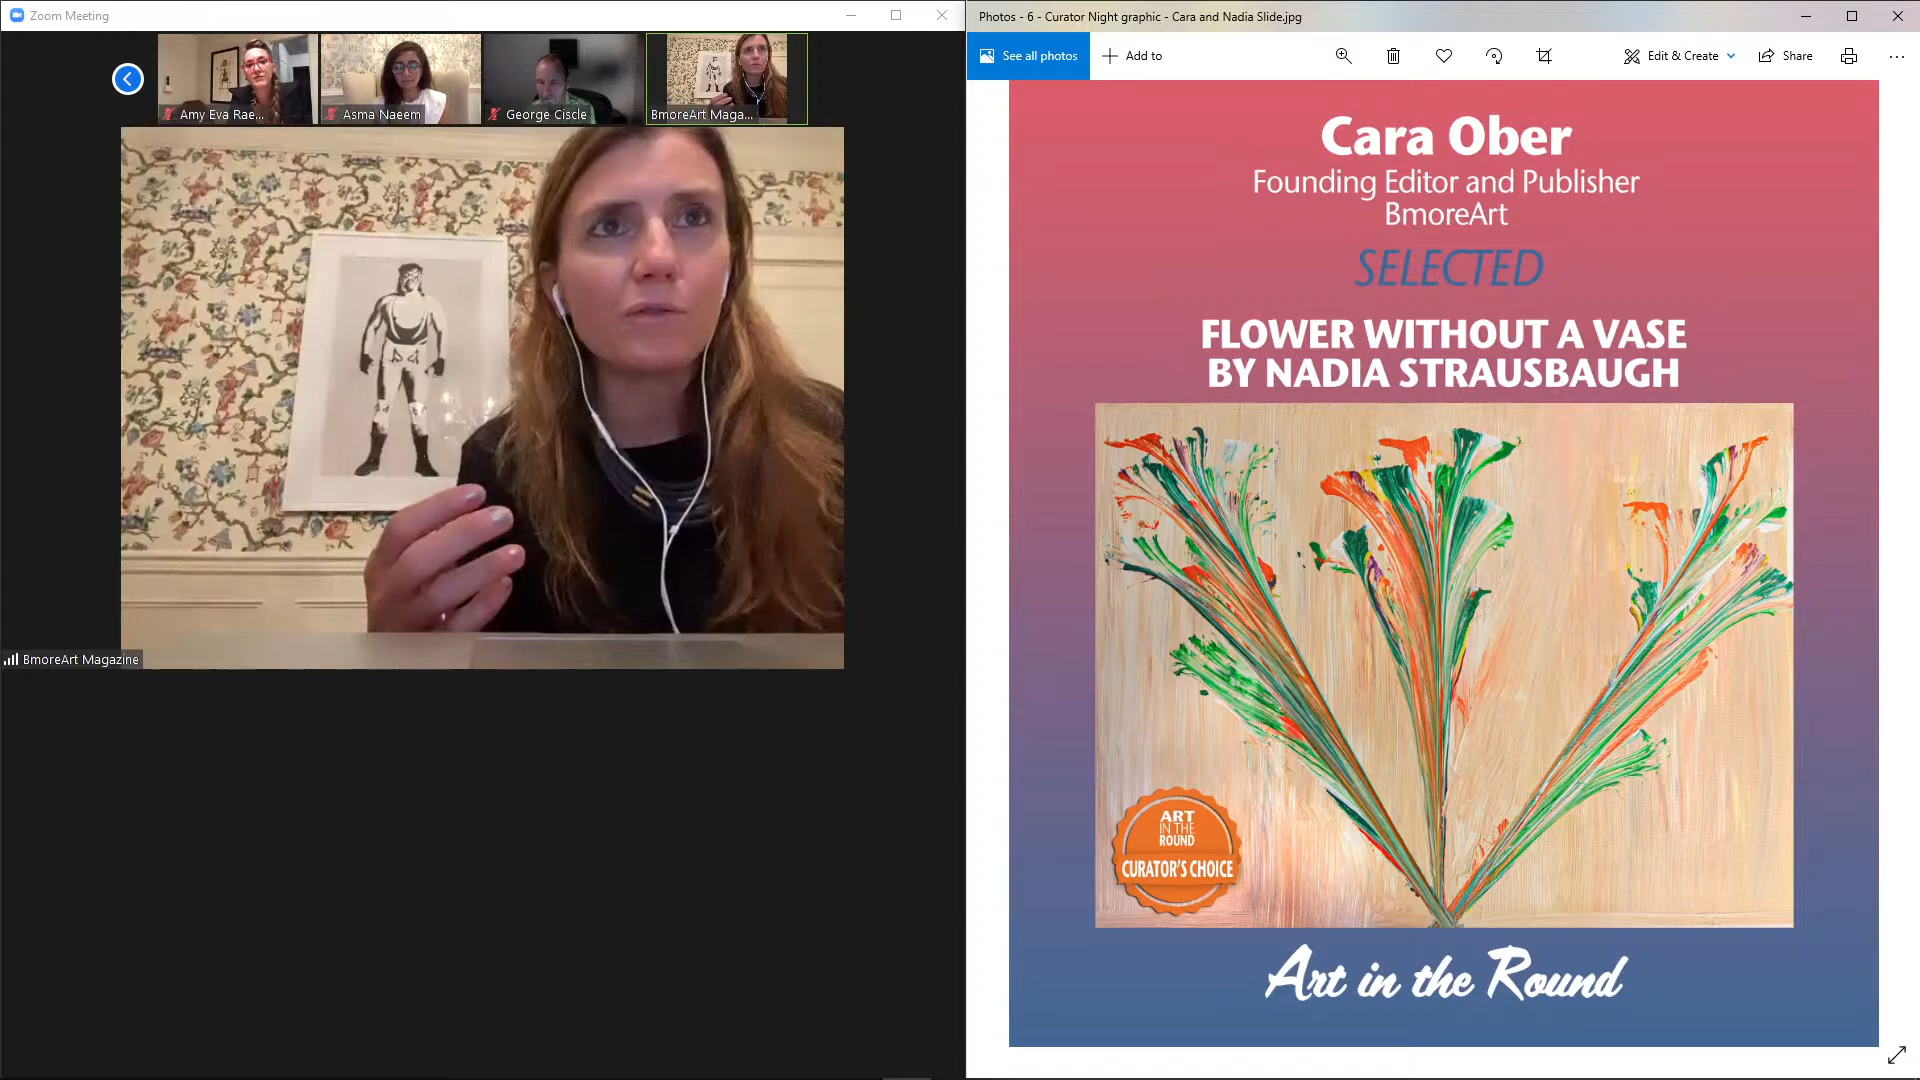 Zoom Meeting
Amy Eva Rae...
Asma Naeem
George Ciscle
BmoreArt Maga...
BmoreArt Magazine
Photos - 6 - Curator Night graphic - Cara and Nadia Slide.jpg
See all photos
Add to
Edit & Create
Share
Cara Ober
Founding Editor and Publisher
BmoreArt
SELECTED
FLOWER WITHOUT A VASE
BY NADIA STRAUSBAUGH
ART
IN THE
ROUND
CURATOR'S CHOICE
Art in the Round